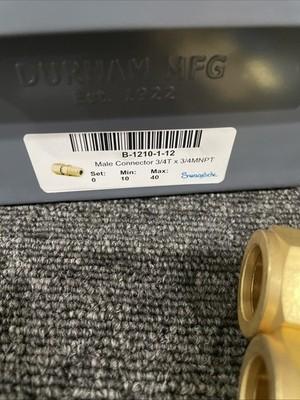 DURHAM MFG
Est. 1922
B-1210-1-12
Male Connector 3/4T x 3/4MNPT
Set: Min: Max:
0 10 40
Swagelok